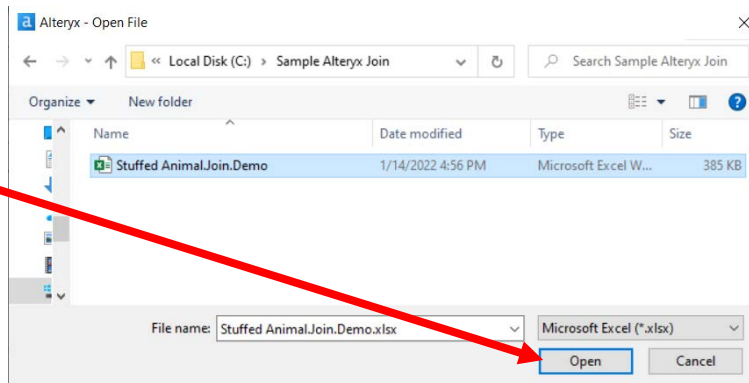 a Alteryx - Open File
« Local Disk (C:) › Sample Alteryx Join
Search Sample Alteryx Join
Organize
New folder
Name
Date modified
Type
Size
Stuffed Animal.Join.Demo
1/14/2022 4:56 PM
Microsoft Excel W...
385 KB
File name:
Stuffed Animal.Join.Demo.xlsx
Microsoft Excel (*.xlsx)
Open
Cancel